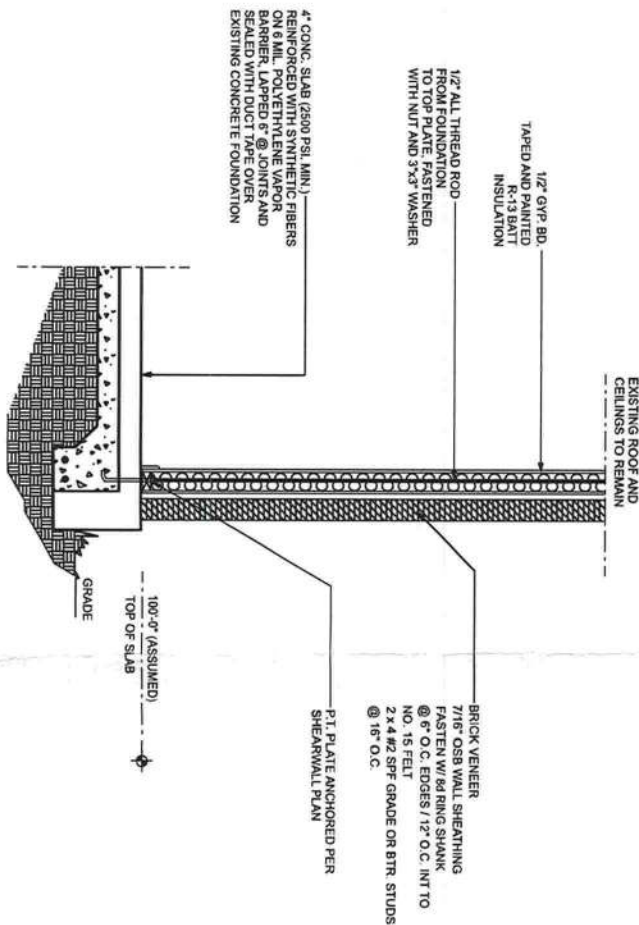 EXISTING ROOF AND
CEILINGS TO REMAIN
1/2" GYP. BD.
TAPED AND PAINTED
R-13 BATT
INSULATION
1/2" ALL THREAD ROD
FROM FOUNDATION
TO TOP PLATE, FASTENED
WITH NUT AND 3"x3" WASHER
4" CONC. SLAB (2500 PSI. MIN.)
REINFORCED WITH SYNTHETIC FIBERS
ON 6 MIL. POLYETHYLENE VAPOR
BARRIER, LAPPED 6" @ JOINTS AND
SEALED WITH DUCT TAPE OVER
EXISTING CONCRETE FOUNDATION
BRICK VENEER
7/16" OSB WALL SHEATHING
FASTEN W/ 8d RING SHANK
@ 6" O.C. EDGES / 12" O.C. INT TO
NO. 15 FELT
2 x 4 #2 SPF GRADE OR BTR. STUDS
@ 16" O.C.
P.T. PLATE ANCHORED PER
SHEARWALL PLAN
100'-0" (ASSUMED)
TOP OF SLAB
GRADE